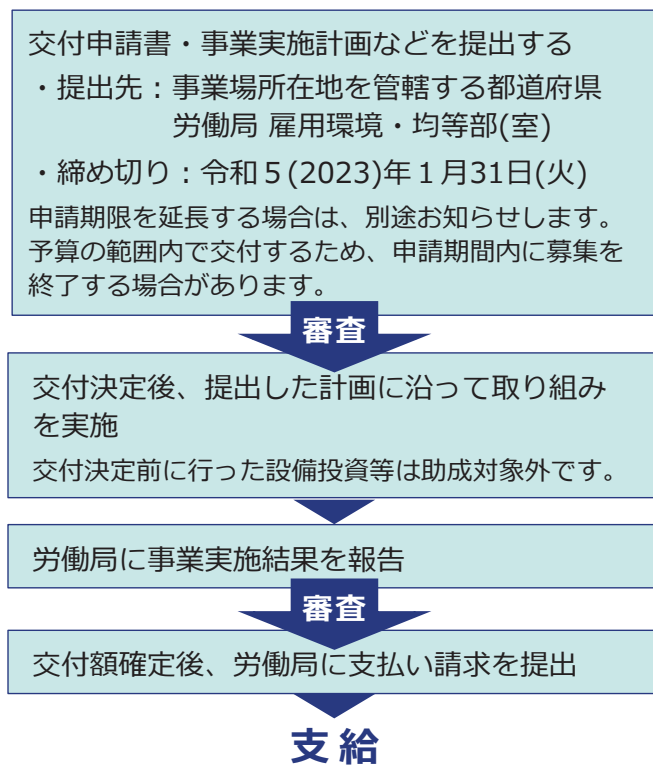 交付申請書・事業実施計画などを提出する
・提出先：事業場所在地を管轄する都道府県
労働局 雇用環境・均等部(室)
・締め切り：令和５(2023)年１月31日(火)
申請期限を延長する場合は、別途お知らせします。
予算の範囲内で交付するため、申請期間内に募集を
終了する場合があります。
審査
交付決定後、提出した計画に沿って取り組み
を実施
交付決定前に行った設備投資等は助成対象外です。
労働局に事業実施結果を報告
審査
交付額確定後、労働局に支払い請求を提出
支給